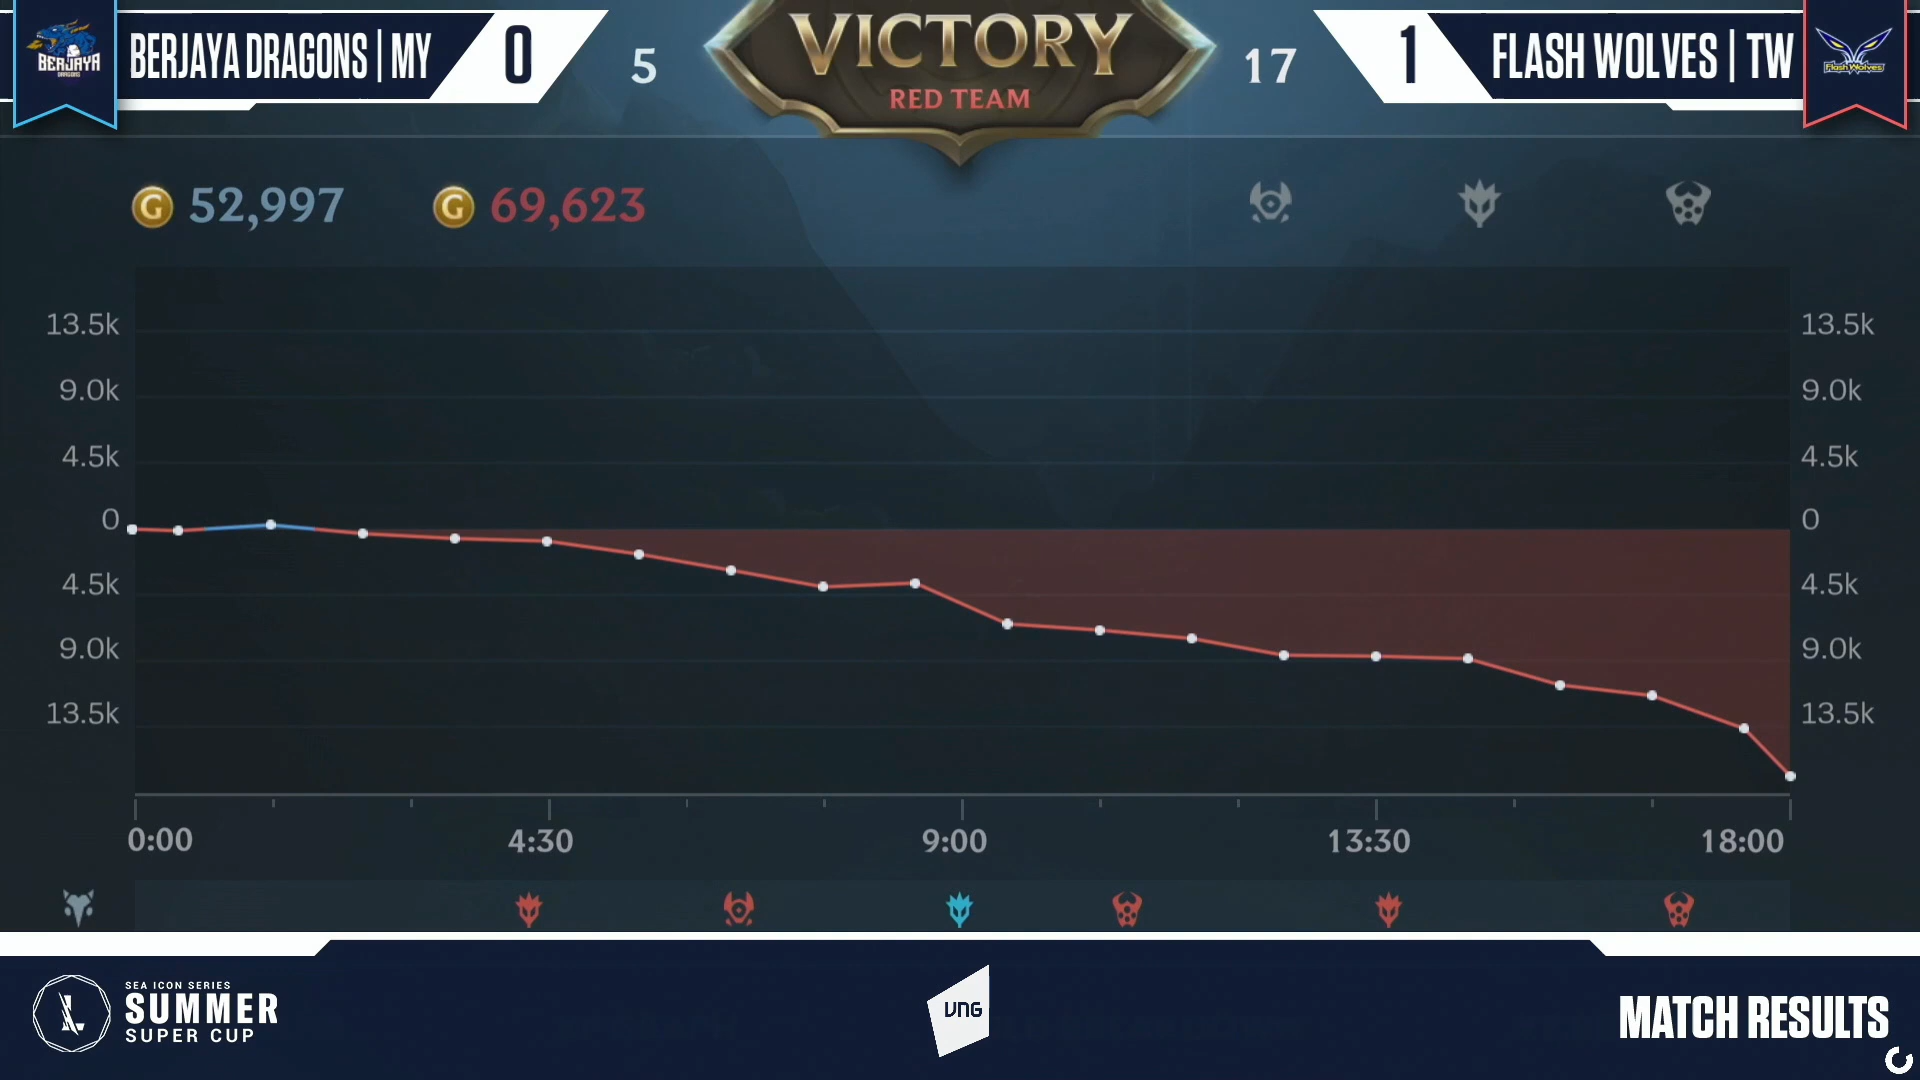 BERJAYA DRAGONS | MY
0
5
VICTORY
RED TEAM
17
1
FLASH WOLVES | TW
BERJAYA
DRAGONS
Flash Wolves
G 52,997
G 69,623
13.5k
13.5k
9.0k
9.0k
4.5k
4.5k
0
0
4.5k
4.5k
9.0k
9.0k
13.5k
13.5k
0:00
4:30
9:00
13:30
18:00
SEA ICON SERIES
SUMMER
SUPER CUP
VNG
MATCH RESULTS